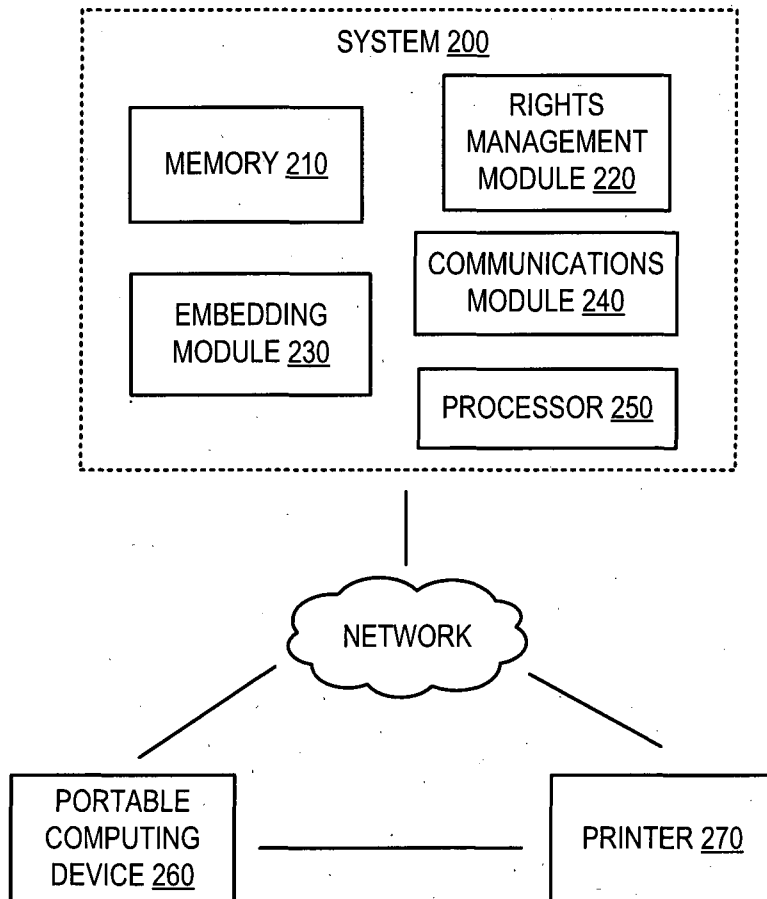 SYSTEM 200
MEMORY 210
RIGHTS
MANAGEMENT
MODULE 220
EMBEDDING
MODULE 230
COMMUNICATIONS
MODULE 240
PROCESSOR 250
NETWORK
PORTABLE
COMPUTING
DEVICE 260
PRINTER 270